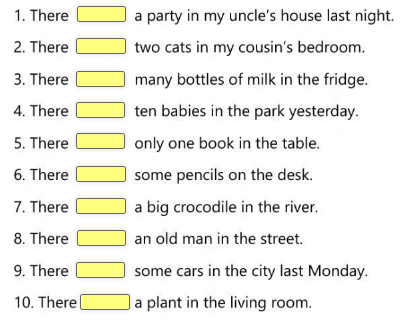 1. There a party in my uncle's house last night.
2. There two cats in my cousin's bedroom.
3. There many bottles of milk in the fridge.
4. There ten babies in the park yesterday.
5. There only one book in the table.
6. There some pencils on the desk.
7. There a big crocodile in the river.
8. There an old man in the street.
9. There some cars in the city last Monday.
10. There a plant in the living room.